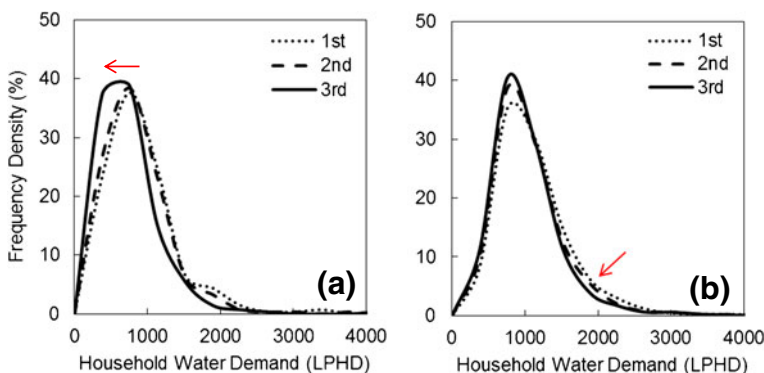 50
40
30
20
10
0
Frequency Density (%)
1st
2nd
3rd
(a)
0 1000 2000 3000 4000
Household Water Demand (LPHD)
50
40
30
20
10
0
1st
2nd
3rd
(b)
0 1000 2000 3000 4000
Household Water Demand (LPHD)